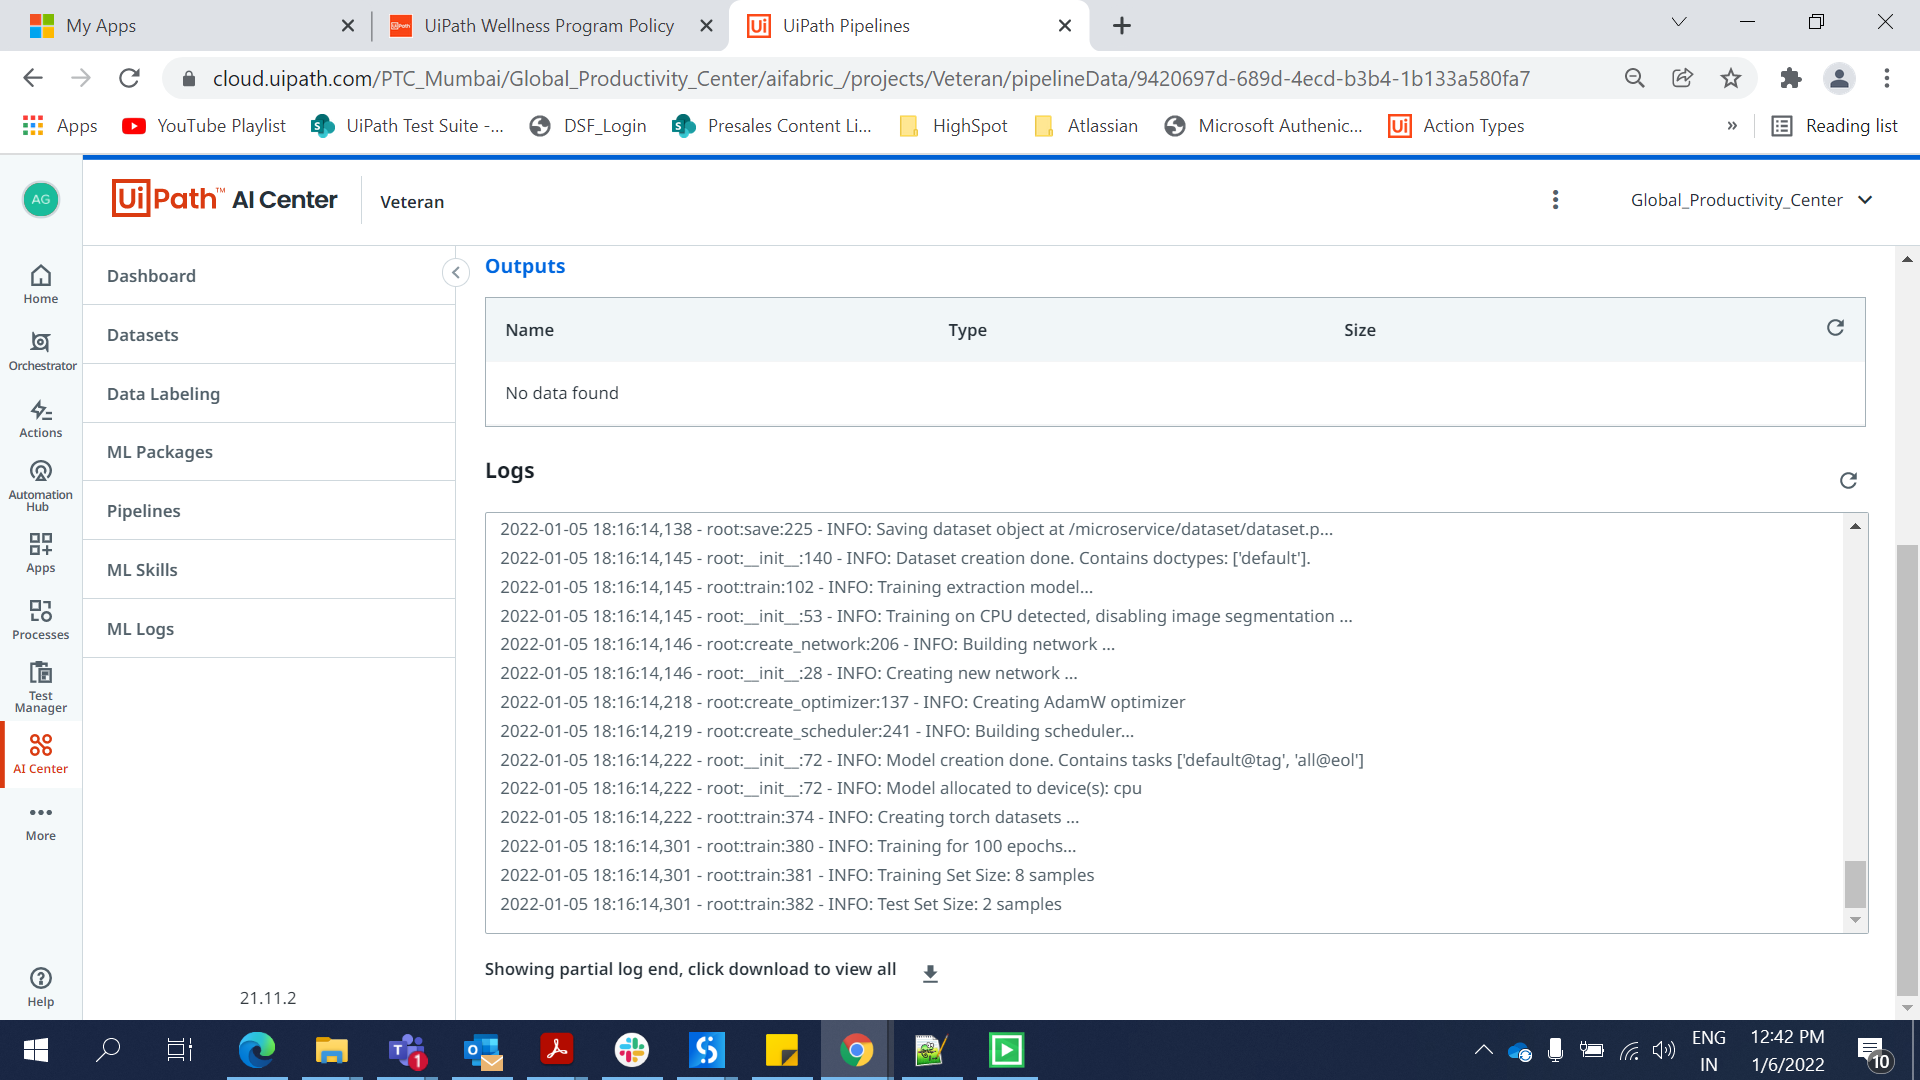 My Apps
UiPath Wellness Program Policy
UiPath Pipelines
cloud.uipath.com/PTC_Mumbai/Global_Productivity_Center/aifabric_/projects/Veteran/pipelineData/9420697d-689d-4ecd-b3b4-1b133a580fa7
Apps
YouTube Playlist
UiPath Test Suite -...
DSF_Login
Presales Content Li...
HighSpot
Atlassian
Microsoft Authenic...
Action Types
»
Reading list
AG
UiPath™ AI Center
Veteran
Global_Productivity_Center
Home
Orchestrator
Actions
Automation
Hub
Apps
Processes
Test
Manager
AI Center
More
Help
Dashboard
Datasets
Data Labeling
ML Packages
Pipelines
ML Skills
ML Logs
21.11.2
Outputs
Name Type Size
No data found
Logs
2022-01-05 18:16:14,138 - root:save:225 - INFO: Saving dataset object at /microservice/dataset/dataset.p...
2022-01-05 18:16:14,145 - root:__init__:140 - INFO: Dataset creation done. Contains doctypes: ['default'].
2022-01-05 18:16:14,145 - root:train:102 - INFO: Training extraction model...
2022-01-05 18:16:14,145 - root:__init__:53 - INFO: Training on CPU detected, disabling image segmentation ...
2022-01-05 18:16:14,146 - root:create_network:206 - INFO: Building network ...
2022-01-05 18:16:14,146 - root:__init__:28 - INFO: Creating new network ...
2022-01-05 18:16:14,218 - root:create_optimizer:137 - INFO: Creating AdamW optimizer
2022-01-05 18:16:14,219 - root:create_scheduler:241 - INFO: Building scheduler...
2022-01-05 18:16:14,222 - root:__init__:72 - INFO: Model creation done. Contains tasks ['default@tag', 'all@eol']
2022-01-05 18:16:14,222 - root:__init__:72 - INFO: Model allocated to device(s): cpu
2022-01-05 18:16:14,222 - root:train:374 - INFO: Creating torch datasets ...
2022-01-05 18:16:14,301 - root:train:380 - INFO: Training for 100 epochs...
2022-01-05 18:16:14,301 - root:train:381 - INFO: Training Set Size: 8 samples
2022-01-05 18:16:14,301 - root:train:382 - INFO: Test Set Size: 2 samples
Showing partial log end, click download to view all
1
ENG
IN
12:42 PM
1/6/2022
10